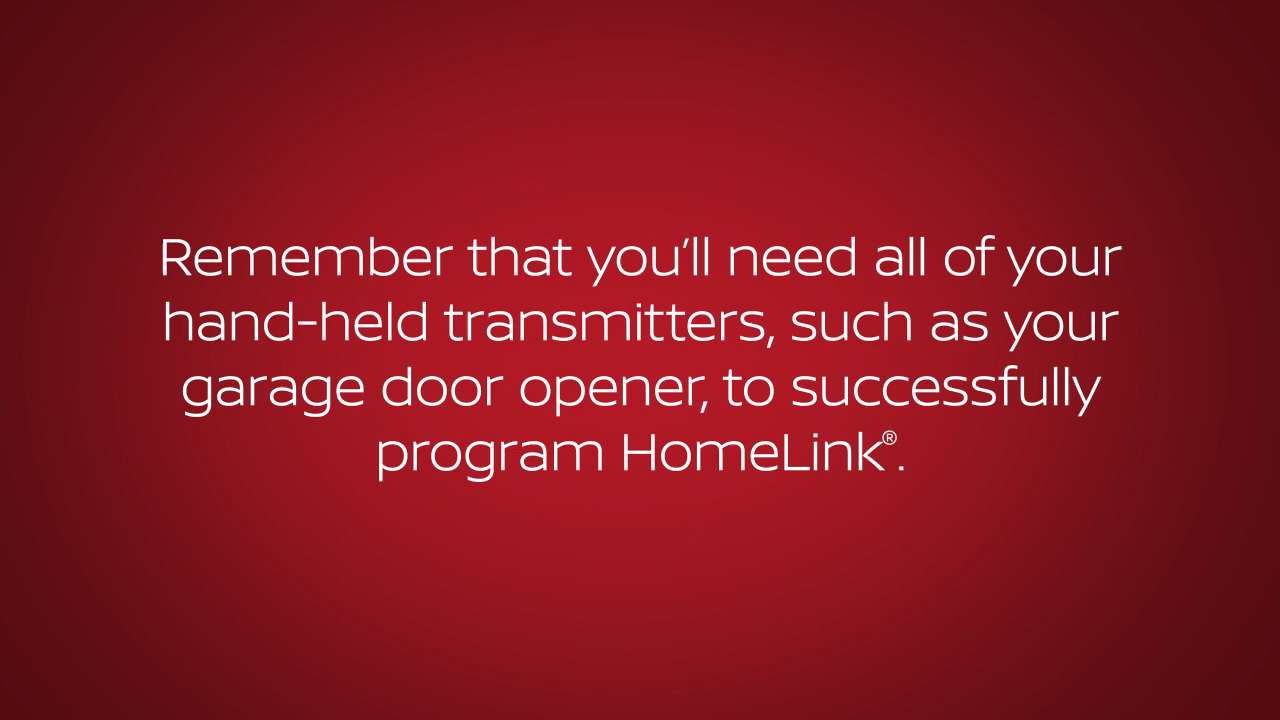 Remember that you’ll need all of your
hand-held transmitters, such as your
garage door opener, to successfully
program HomeLink®.